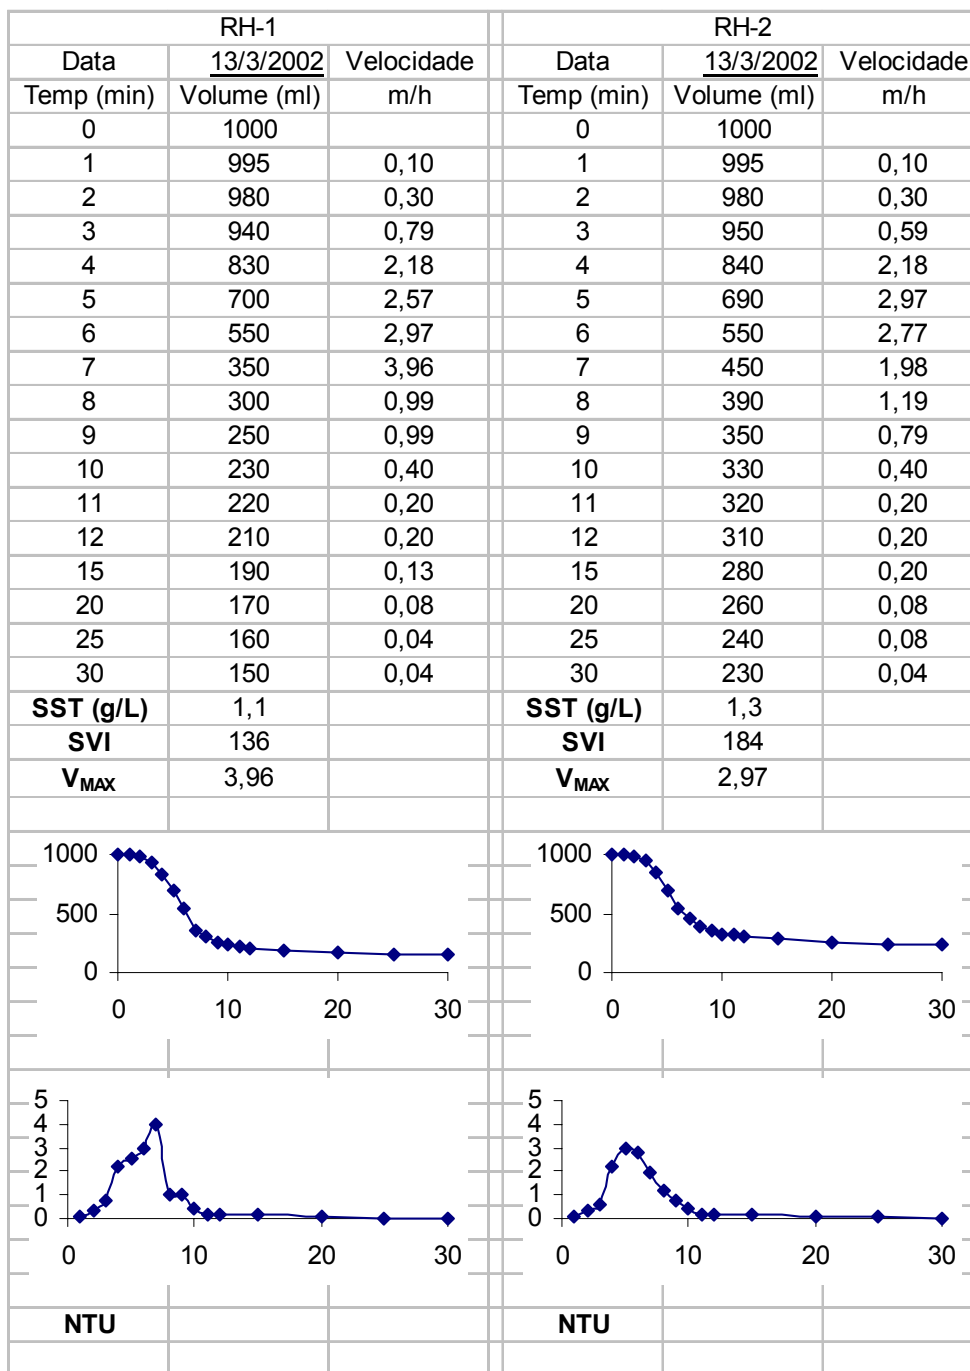 RH-1 RH-2
Data 13/3/2002 Velocidade Data 13/3/2002 Velocidade
Temp (min) Volume (ml) m/h Temp (min) Volume (ml) m/h
0 1000 0 1000
1 995 0,10 1 995 0,10
2 980 0,30 2 980 0,30
3 940 0,79 3 950 0,59
4 830 2,18 4 840 2,18
5 700 2,57 5 690 2,97
6 550 2,97 6 550 2,77
7 350 3,96 7 450 1,98
8 300 0,99 8 390 1,19
9 250 0,99 9 350 0,79
10 230 0,40 10 330 0,40
11 220 0,20 11 320 0,20
12 210 0,20 12 310 0,20
15 190 0,13 15 280 0,20
20 170 0,08 20 260 0,08
25 160 0,04 25 240 0,08
30 150 0,04 30 230 0,04
SST (g/L) 1,1 SST (g/L) 1,3
SVI 136 SVI 184
VMAX 3,96 VMAX 2,97
1000 1000
500 500
0 0
0 10 20 30 0 10 20 30
5 5
4 4
3 3
2 2
1 1
0 0
0 10 20 30 0 10 20 30
NTU NTU